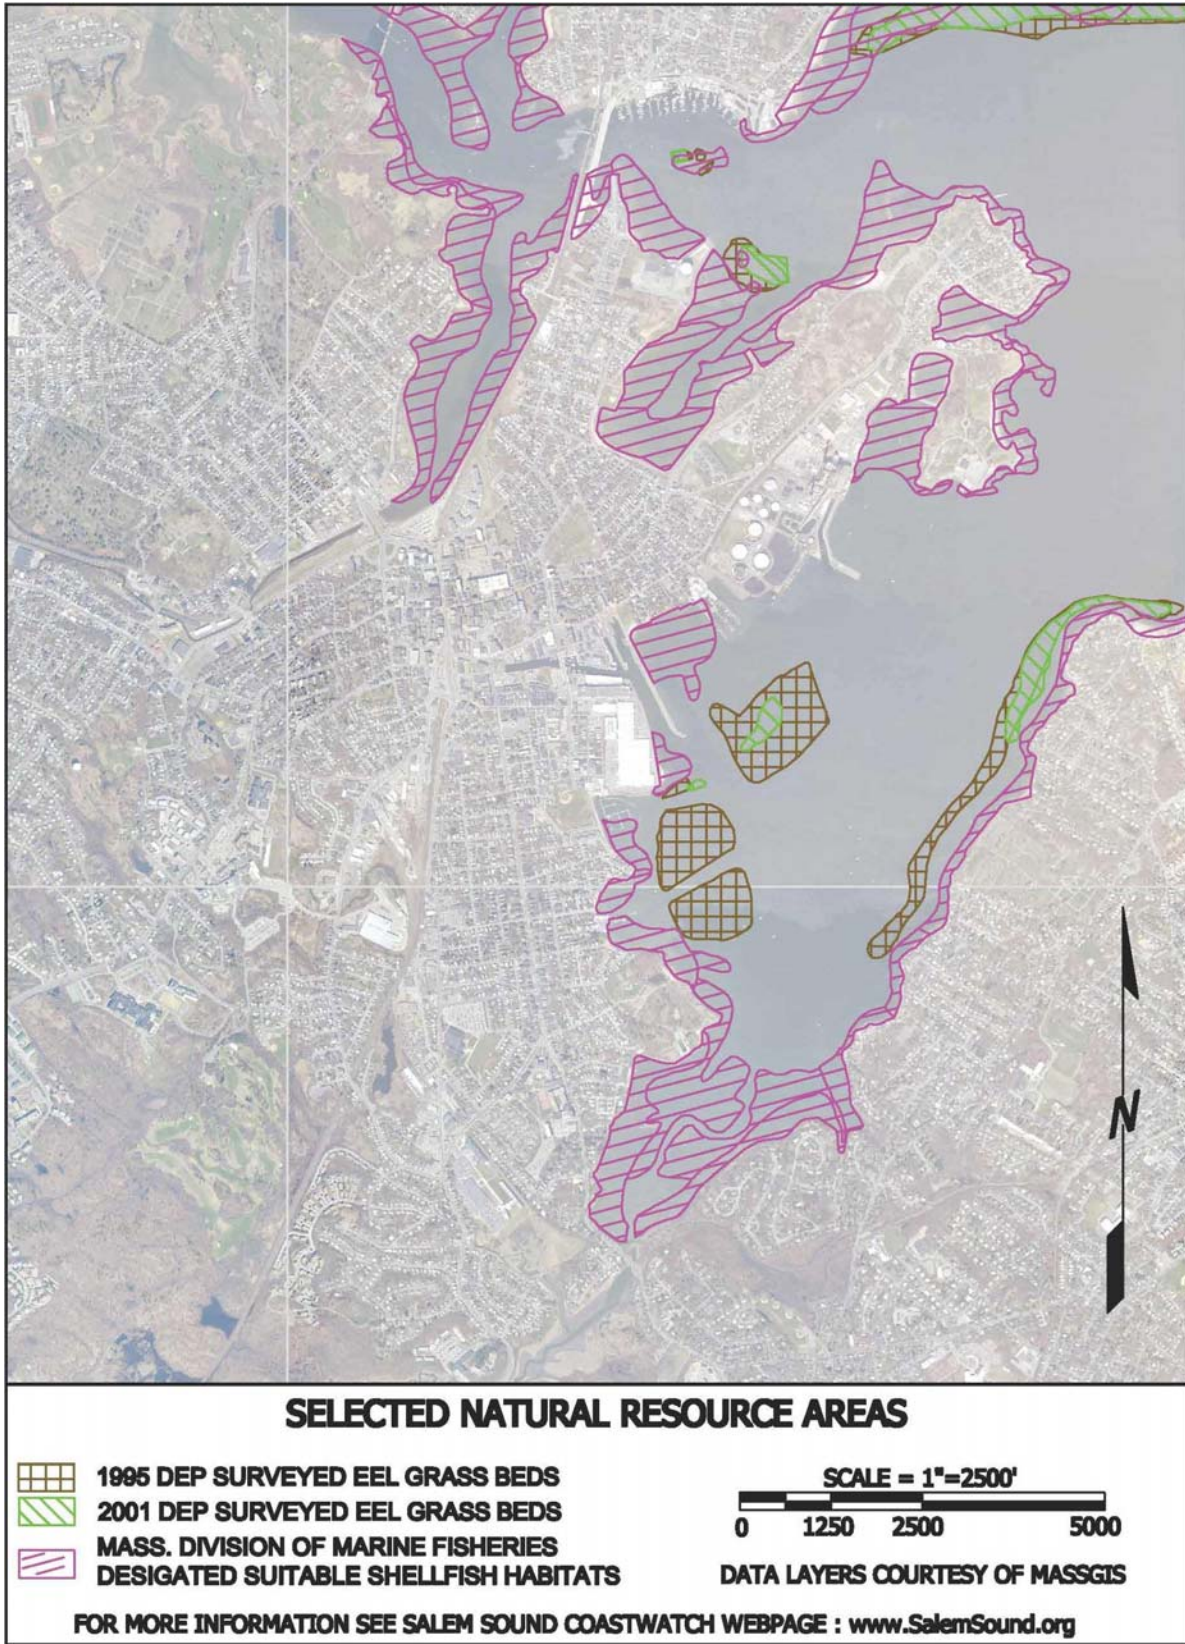 N
SELECTED NATURAL RESOURCE AREAS
1995 DEP SURVEYED EEL GRASS BEDS
2001 DEP SURVEYED EEL GRASS BEDS
MASS. DIVISION OF MARINE FISHERIES
DESIGATED SUITABLE SHELLFISH HABITATS
SCALE = 1"=2500'
0 1250 2500 5000
DATA LAYERS COURTESY OF MASSGIS
FOR MORE INFORMATION SEE SALEM SOUND COASTWATCH WEBPAGE : www.SalemSound.org